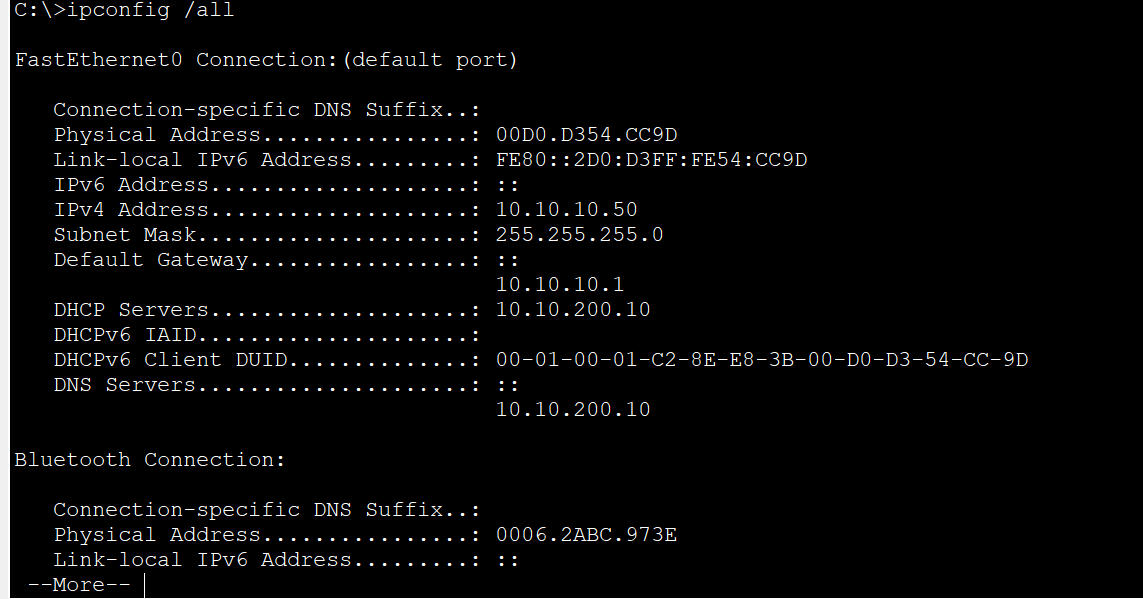 C:\>ipconfig /all
FastEthernet0 Connection:(default port)
Connection-specific DNS Suffix..:
Physical Address................: 00D0.D354.CC9D
Link-local IPv6 Address.........: FE80::2D0:D3FF:FE54:CC9D
IPv6 Address....................: ::
IPv4 Address....................: 10.10.10.50
Subnet Mask.....................: 255.255.255.0
Default Gateway.................: ::
10.10.10.1
DHCP Servers....................: 10.10.200.10
DHCPv6 IAID.....................:
DHCPv6 Client DUID..............: 00-01-00-01-C2-8E-E8-3B-00-D0-D3-54-CC-9D
DNS Servers.....................: ::
10.10.200.10
Bluetooth Connection:
Connection-specific DNS Suffix..:
Physical Address................: 0006.2ABC.973E
Link-local IPv6 Address.........: ::
--More--